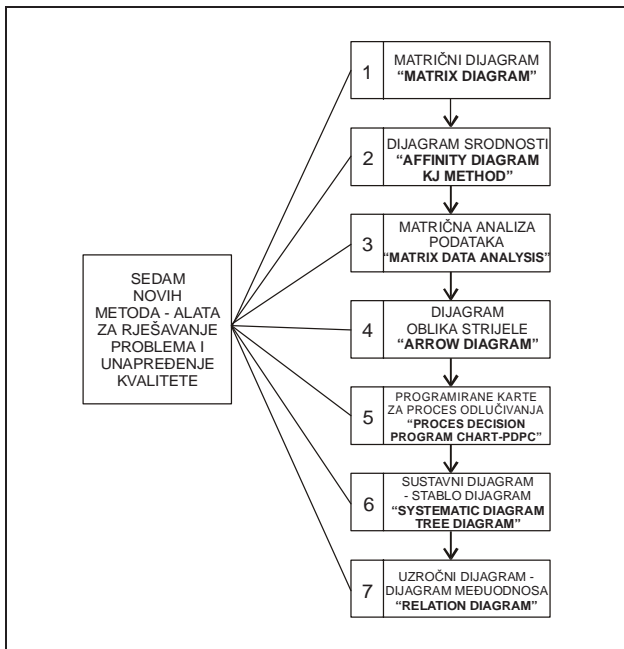 SEDAM
NOVIH
METODA - ALATA
ZA RJEŠAVANJE
PROBLEMA I
UNAPREĐENJE
KVALITETE
1
MATRIČNI DIJAGRAM
“MATRIX DIAGRAM”
2
DIJAGRAM SRODNOSTI
“AFFINITY DIAGRAM
KJ METHOD”
3
MATRIČNA ANALIZA
PODATAKA
“MATRIX DATA ANALYSIS”
4
DIJAGRAM
OBLIKA STRIJELE
“ARROW DIAGRAM”
5
PROGRAMIRANE KARTE
ZA PROCES ODLUČIVANJA
“PROCES DECISION
PROGRAM CHART-PDPC”
6
SUSTAVNI DIJAGRAM
- STABLO DIJAGRAM
“SYSTEMATIC DIAGRAM
TREE DIAGRAM”
7
UZROČNI DIJAGRAM -
DIJAGRAM MEĐUODNOSA
“RELATION DIAGRAM”